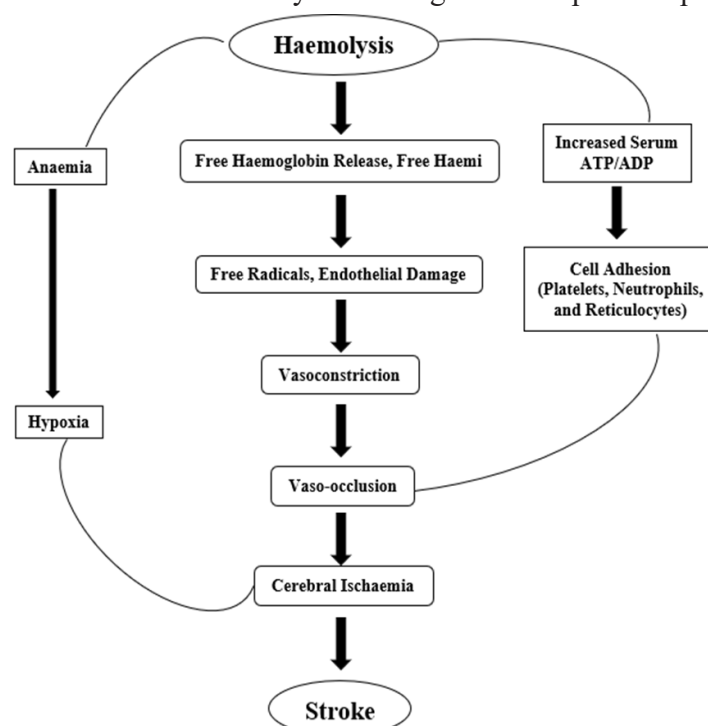 Haemolysis
Anaemia
Free Haemoglobin Release, Free Haemi
Increased Serum
ATP/ADP
Free Radicals, Endothelial Damage
Cell Adhesion
(Platelets, Neutrophils,
and Reticulocytes)
Vasoconstriction
Hypoxia
Vaso-occlusion
Cerebral Ischaemia
Stroke